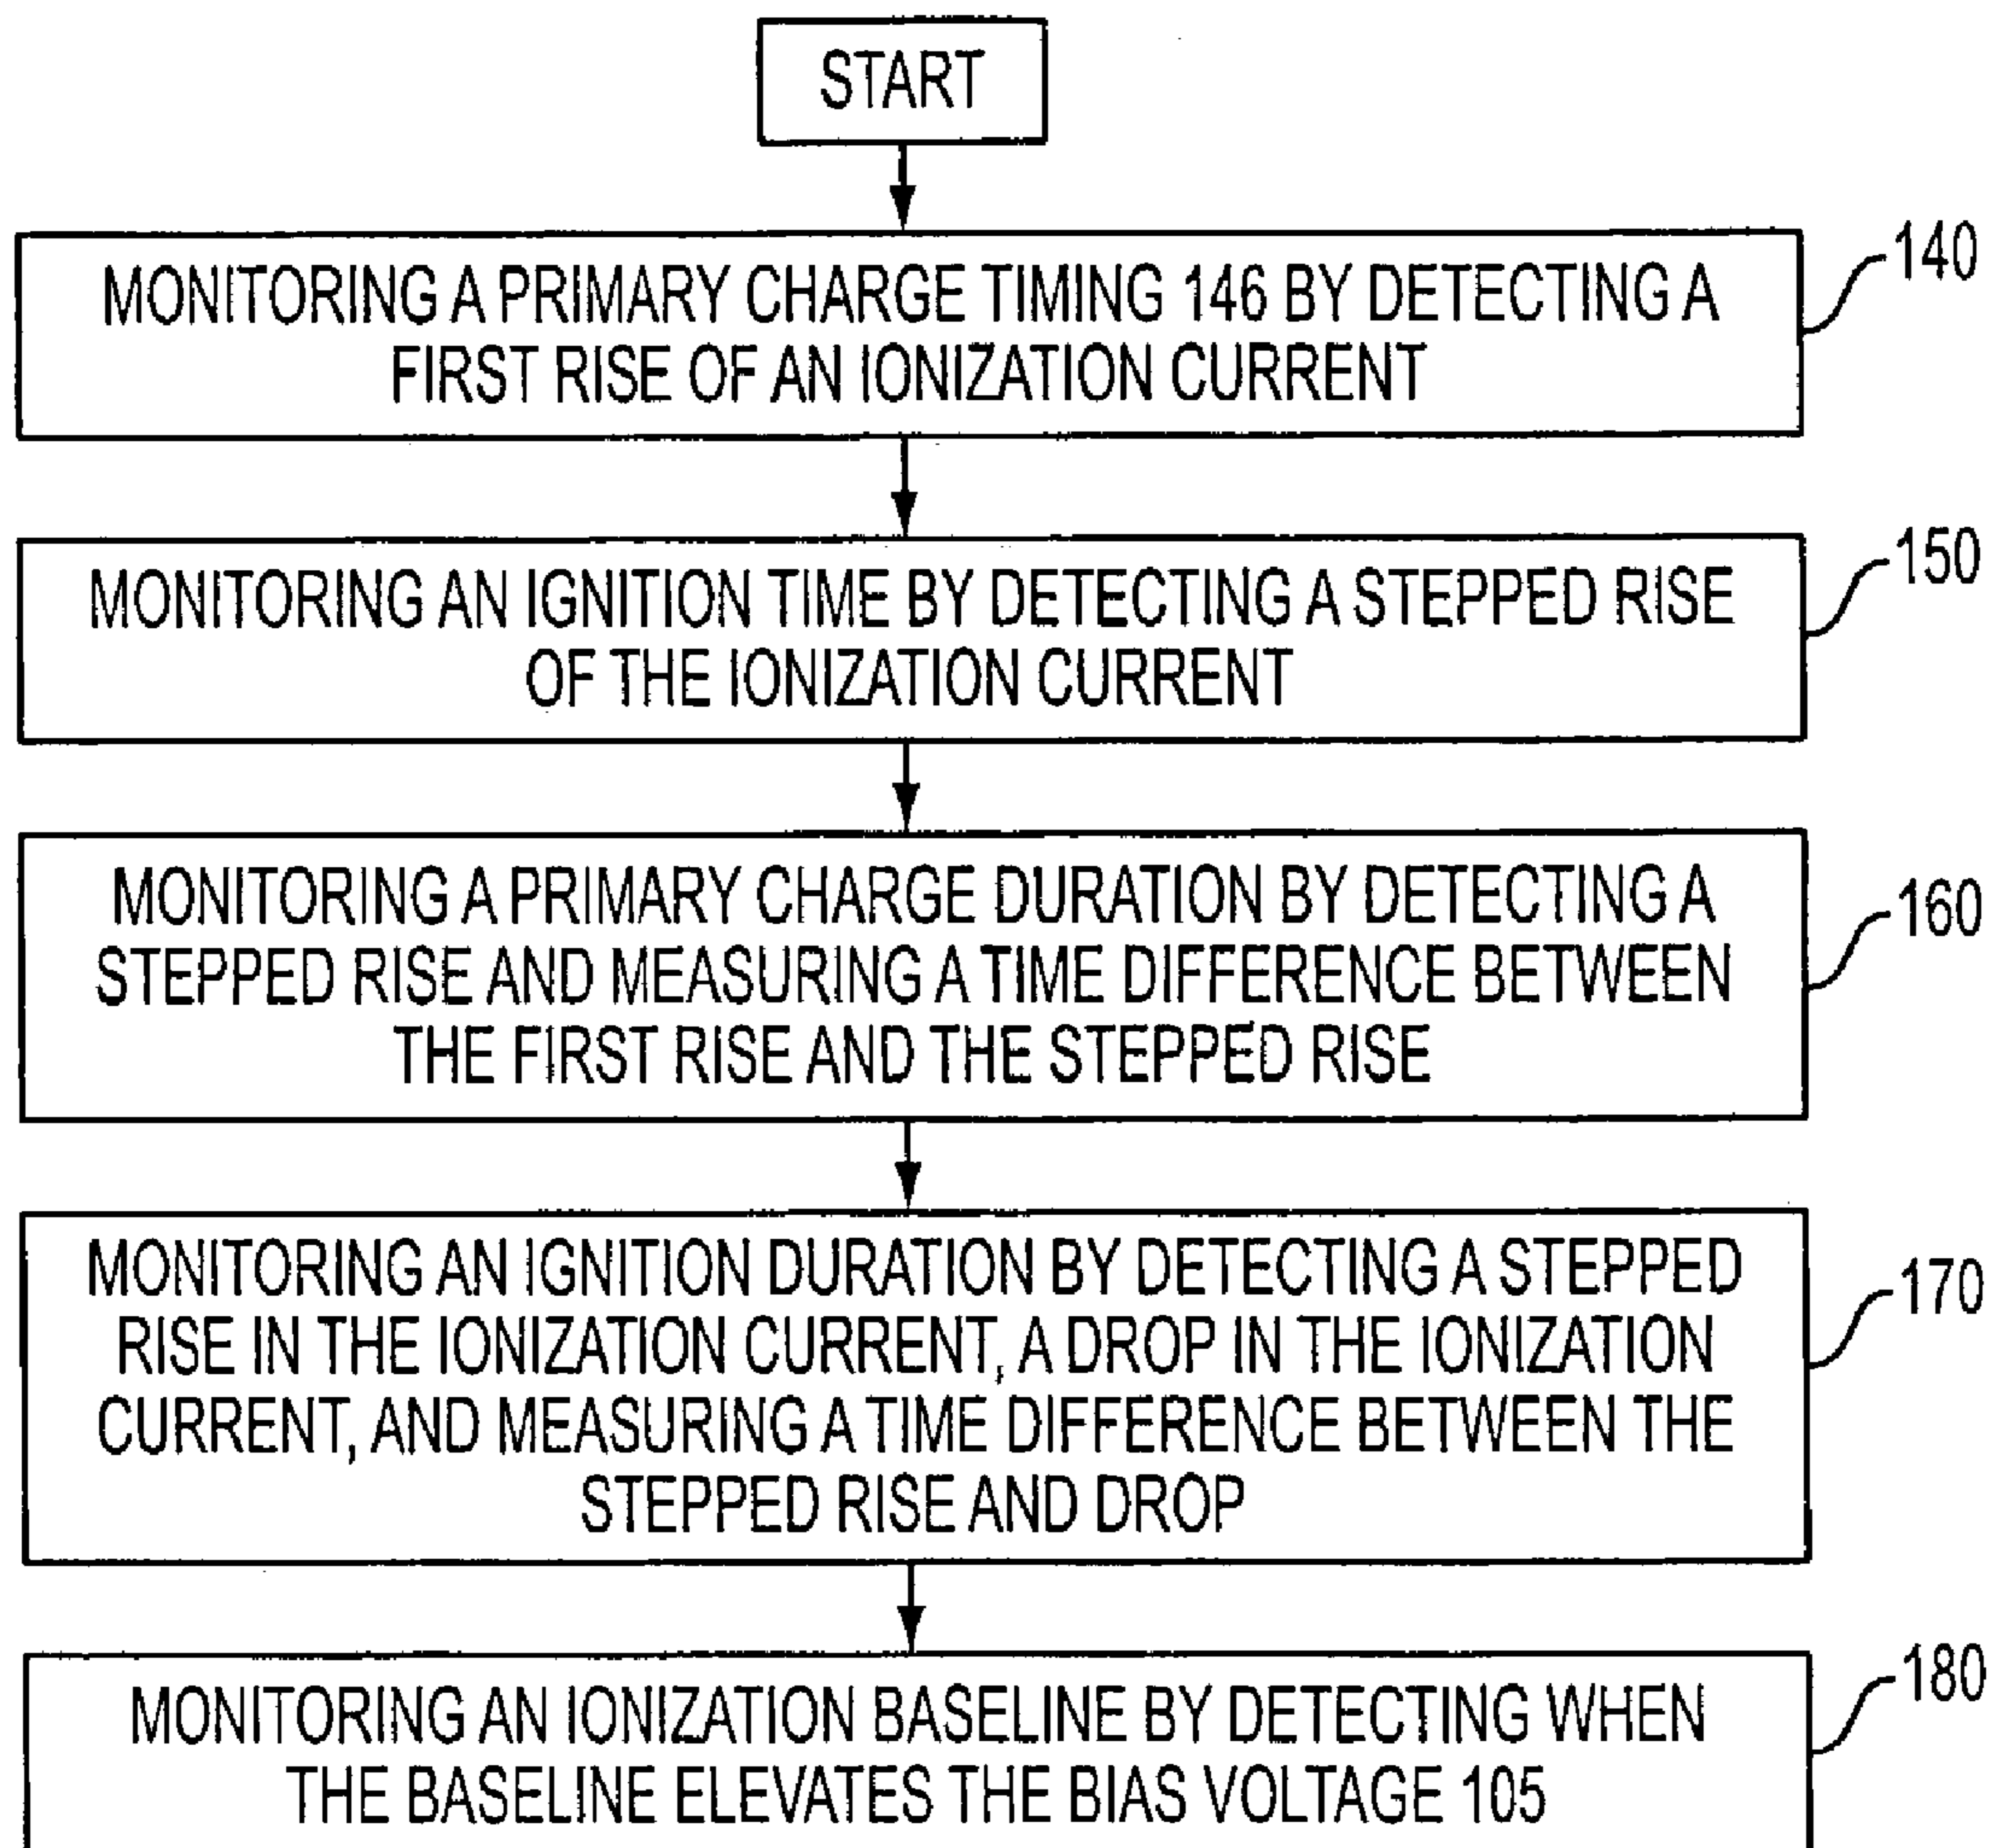 START
MONITORING A PRIMARY CHARGE TIMING 146 BY DETECTING A
FIRST RISE OF AN IONIZATION CURRENT
140
MONITORING AN IGNITION TIME BY DETECTING A STEPPED RISE
OF THE IONIZATION CURRENT
150
MONITORING A PRIMARY CHARGE DURATION BY DETECTING A
STEPPED RISE AND MEASURING A TIME DIFFERENCE BETWEEN
THE FIRST RISE AND THE STEPPED RISE
160
MONITORING AN IGNITION DURATION BY DETECTING A STEPPED
RISE IN THE IONIZATION CURRENT, A DROP IN THE IONIZATION
CURRENT, AND MEASURING A TIME DIFFERENCE BETWEEN THE
STEPPED RISE AND DROP
170
MONITORING AN IONIZATION BASELINE BY DETECTING WHEN
THE BASELINE ELEVATES THE BIAS VOLTAGE 105
180